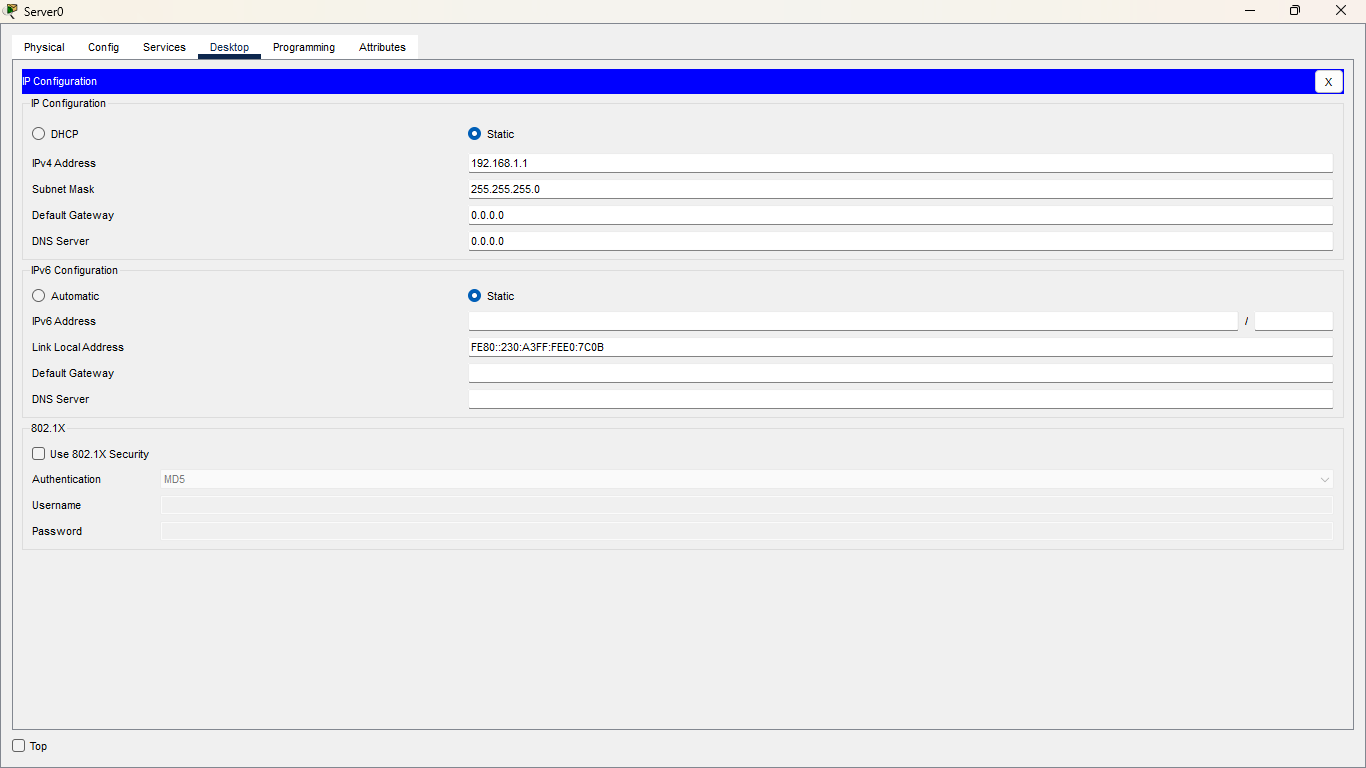 Server0
Physical Config Services Desktop Programming Attributes
IP Configuration
X
IP Configuration
DHCP Static
IPv4 Address 192.168.1.1
Subnet Mask 255.255.255.0
Default Gateway 0.0.0.0
DNS Server 0.0.0.0
IPv6 Configuration
Automatic Static
IPv6 Address /
Link Local Address FE80::230:A3FF:FEE0:7C0B
Default Gateway
DNS Server
802.1X
Use 802.1X Security
Authentication MD5
Username
Password
Top